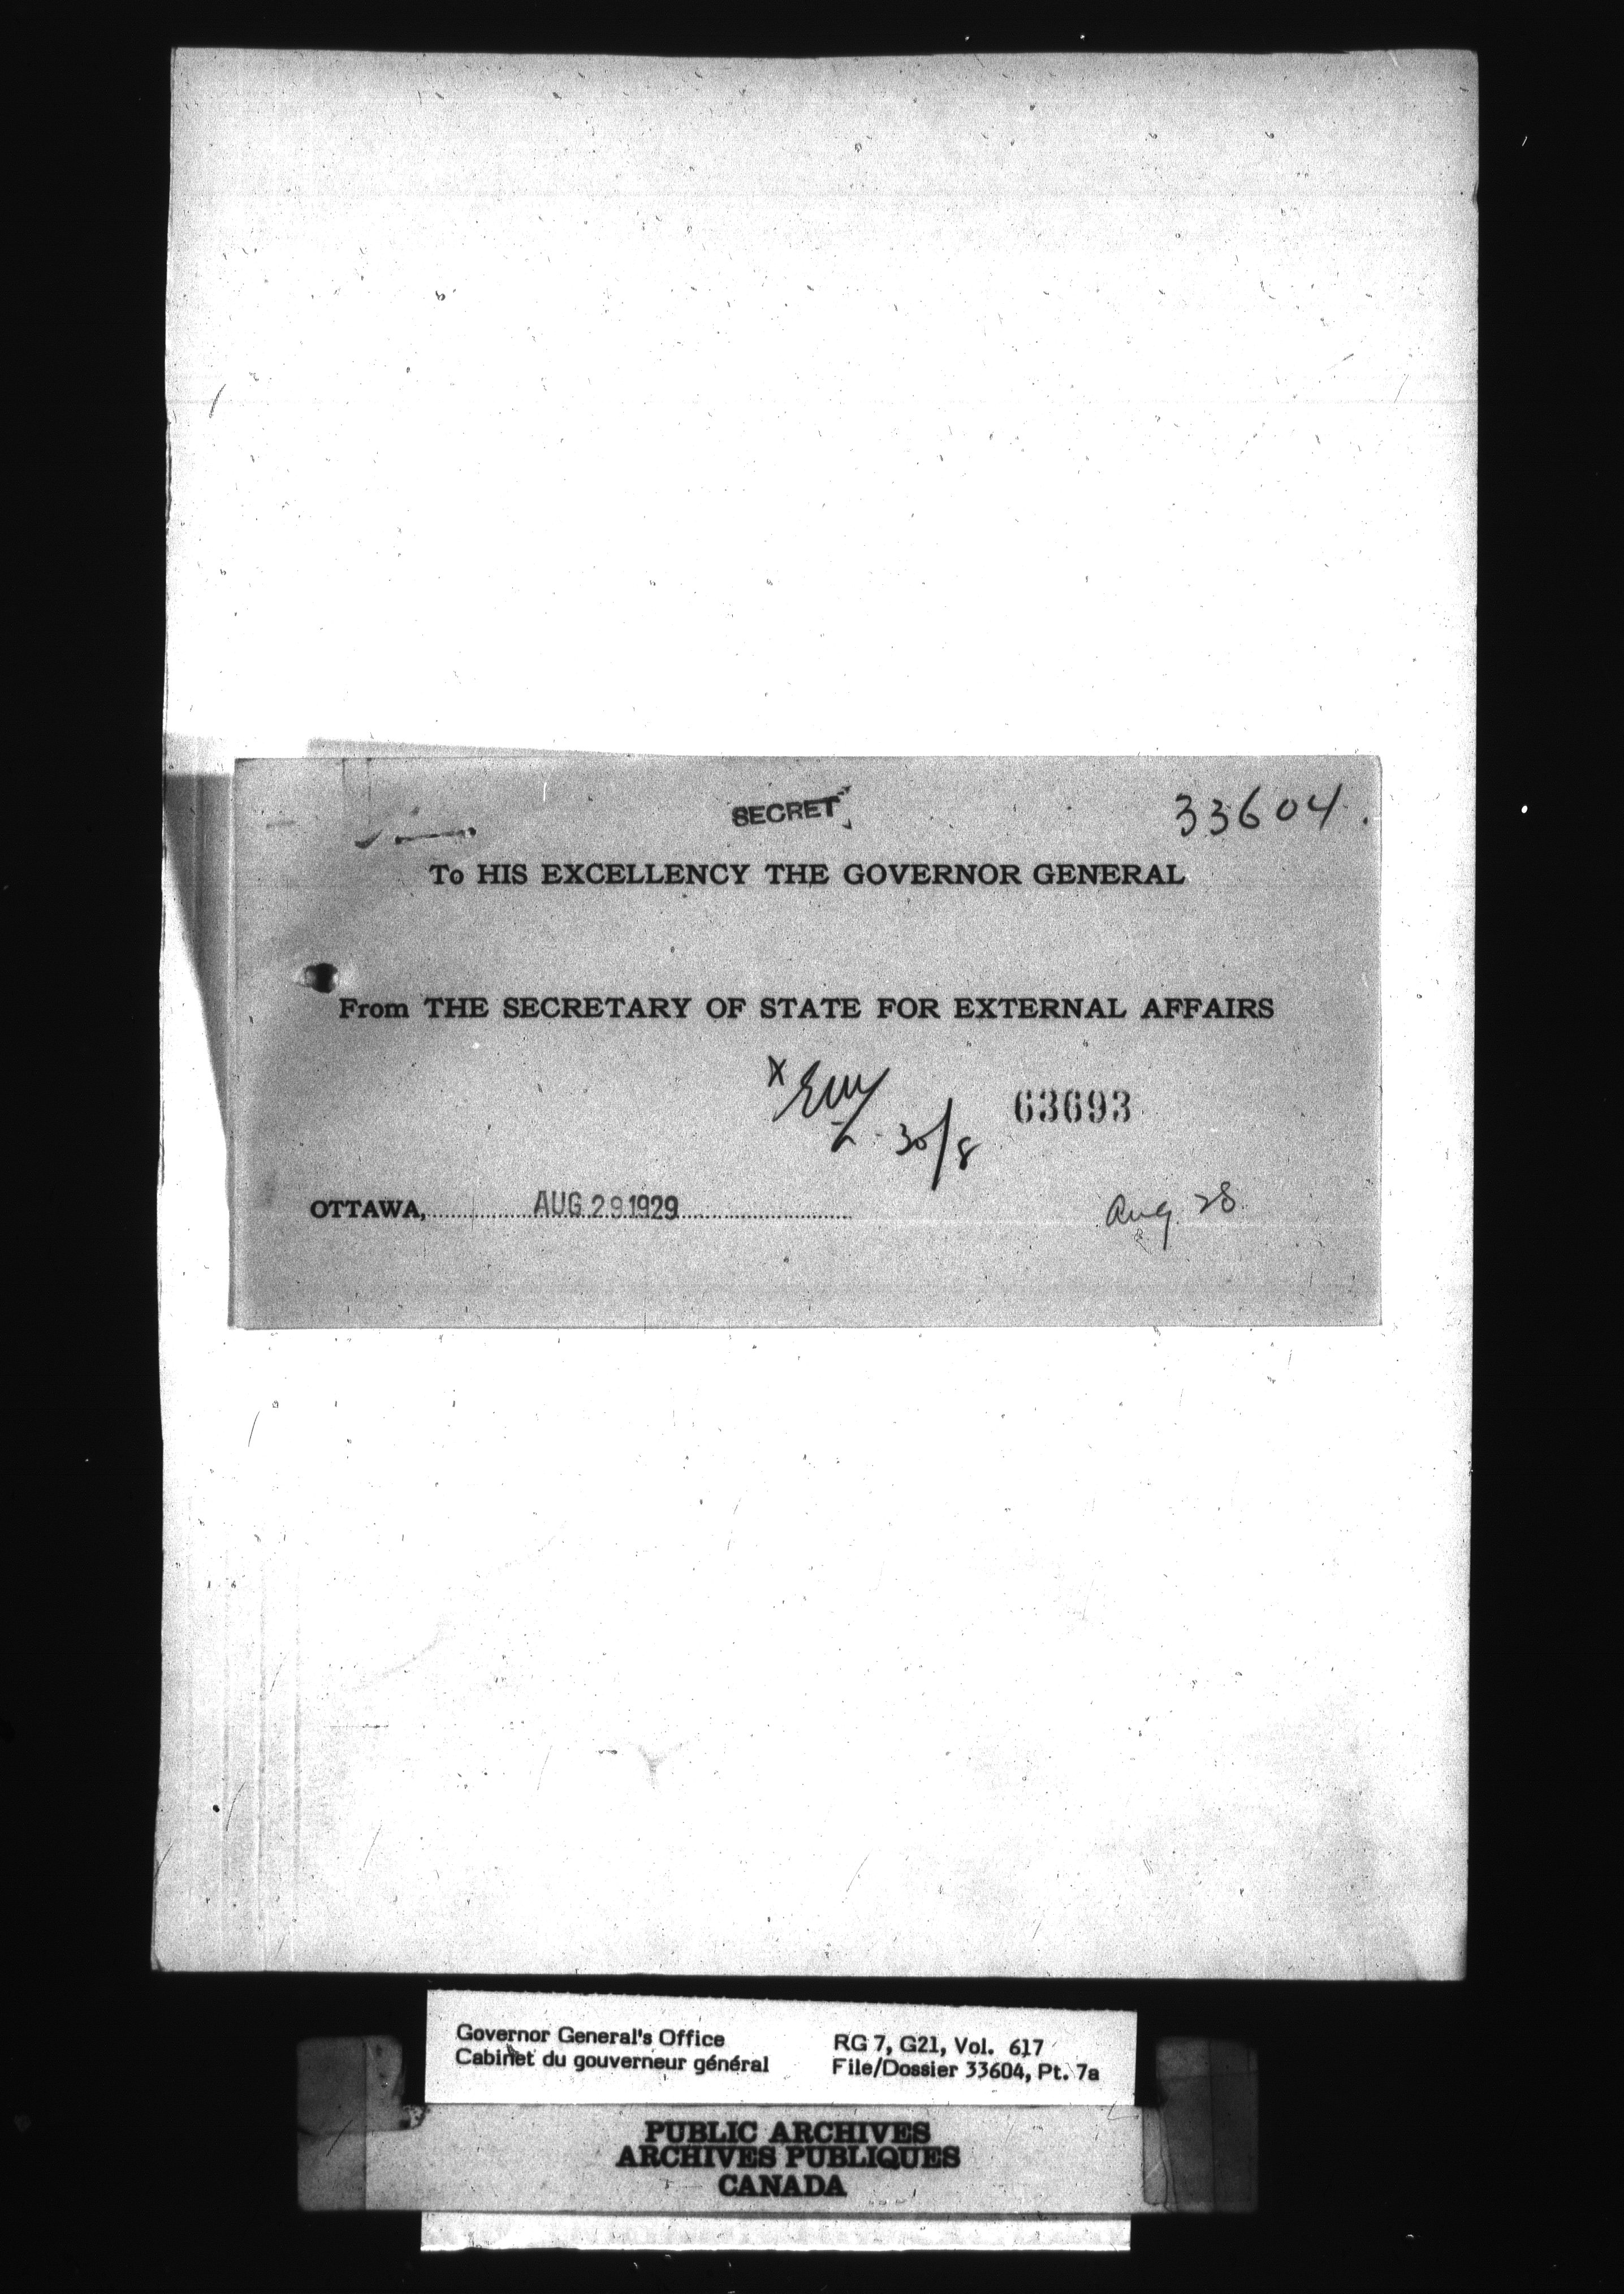 SECRET
33604.
To HIS EXCELLENCY THE GOVERNOR GENERAL
From THE SECRETARY OF STATE FOR EXTERNAL AFFAIRS
x
30/8
63693
OTTAWA, AUG 29 1929
Aug 28
Governor General's Office
Cabinet du gouverneur général
RG 7, G21, Vol. 617
File/Dossier 33604, Pt. 7a
PUBLIC ARCHIVES
ARCHIVES PUBLIQUES
CANADA